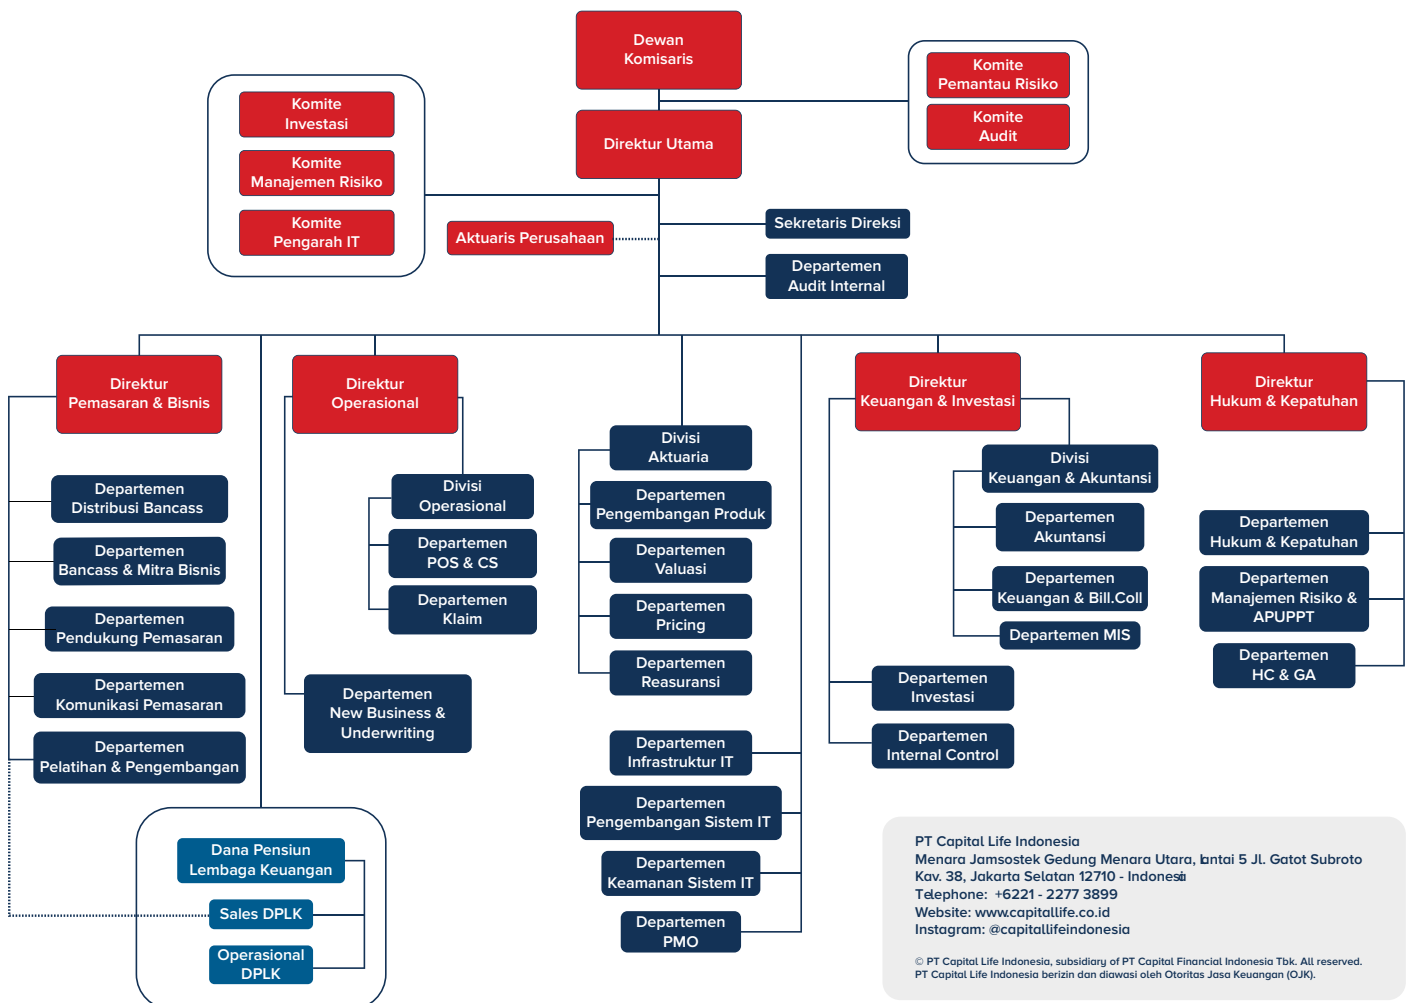 Dewan
Komisaris
Komite
Pemantau Risiko
Komite
Audit
Komite
Investasi
Komite
Manajemen Risiko
Komite
Pengarah IT
Direktur Utama
Aktuaris Perusahaan
Sekretaris Direksi
Departemen
Audit Internal
Direktur
Pemasaran & Bisnis
Departemen
Distribusi Bancass
Departemen
Bancass & Mitra Bisnis
Departemen
Pendukung Pemasaran
Departemen
Komunikasi Pemasaran
Departemen
Pelatihan & Pengembangan
Dana Pensiun
Lembaga Keuangan
Sales DPLK
Operasional
DPLK
Direktur
Operasional
Divisi
Operasional
Departemen
POS & CS
Departemen
Klaim
Departemen
New Business &
Underwriting
Divisi
Aktuaria
Departemen
Pengembangan Produk
Departemen
Valuasi
Departemen
Pricing
Departemen
Reasuransi
Departemen
Infrastruktur IT
Departemen
Pengembangan Sistem IT
Departemen
Keamanan Sistem IT
Departemen
PMO
Direktur
Keuangan & Investasi
Divisi
Keuangan & Akuntansi
Departemen
Akuntansi
Departemen
Keuangan & Bill.Coll
Departemen MIS
Departemen
Investasi
Departemen
Internal Control
Direktur
Hukum & Kepatuhan
Departemen
Hukum & Kepatuhan
Departemen
Manajemen Risiko &
APUPPT
Departemen
HC & GA
PT Capital Life Indonesia
Menara Jamsostek Gedung Menara Utara, lantai 5 Jl. Gatot Subroto
Kav. 38, Jakarta Selatan 12710 - Indonesia
Telephone: +6221 - 2277 3899
Website: www.capitallife.co.id
Instagram: @capitallifeindonesia
© PT Capital Life Indonesia, subsidiary of PT Capital Financial Indonesia Tbk. All reserved.
PT Capital Life Indonesia berizin dan diawasi oleh Otoritas Jasa Keuangan (OJK).